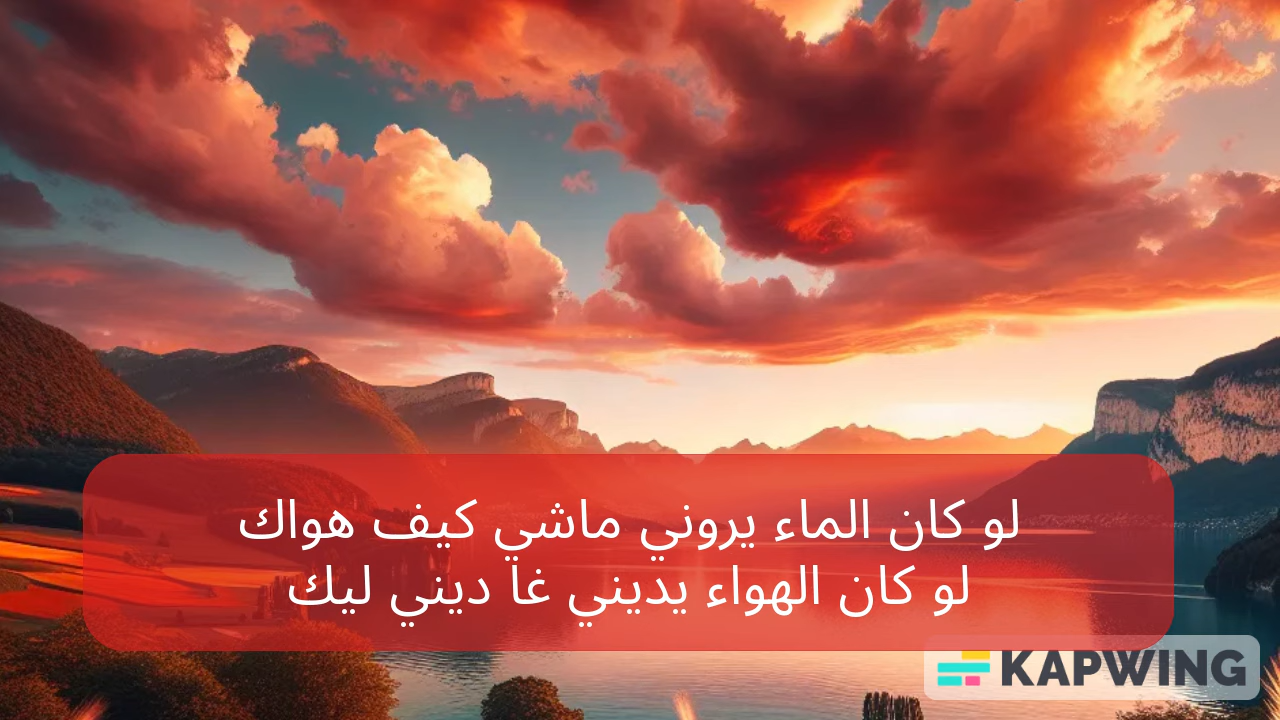 لو كان الماء يروني ماشي كيف هواك
لو كان الهواء يديني غا ديني ليك
KAPWING